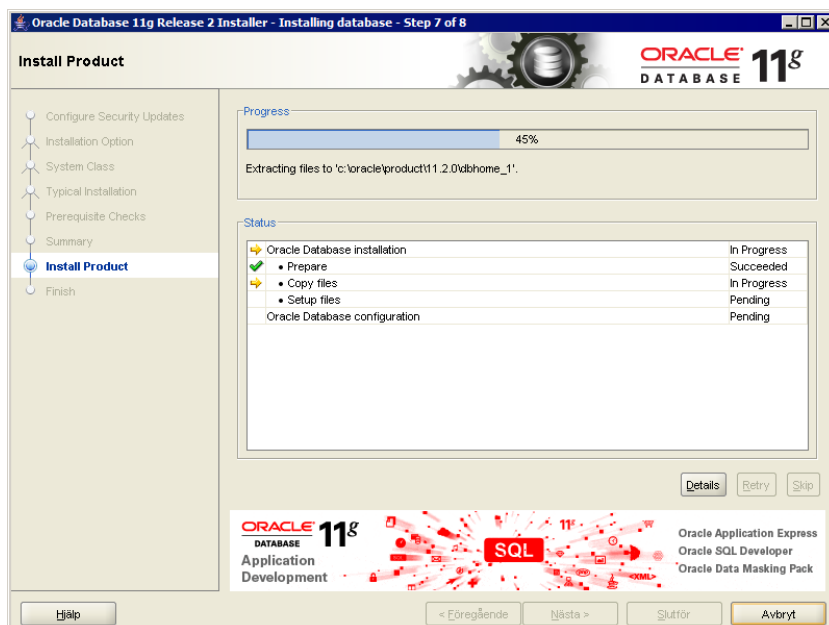 Oracle Database 11g Release 2 Installer - Installing database - Step 7 of 8
Install Product
ORACLE
DATABASE 11g
Configure Security Updates
Installation Option
System Class
Typical Installation
Prerequisite Checks
Summary
Install Product
Finish
Progress
45%
Extracting files to 'c:\oracle\product\11.2.0\dbhome_1'.
Status
Oracle Database installation In Progress
• Prepare Succeeded
• Copy files In Progress
• Setup files Pending
Oracle Database configuration Pending
Details Retry Skip
ORACLE
DATABASE 11g
Application
Development
11g
SQL
<XML>
Oracle Application Express
Oracle SQL Developer
Oracle Data Masking Pack
Hjälp < Föregående Nästa > Slutför Avbryt